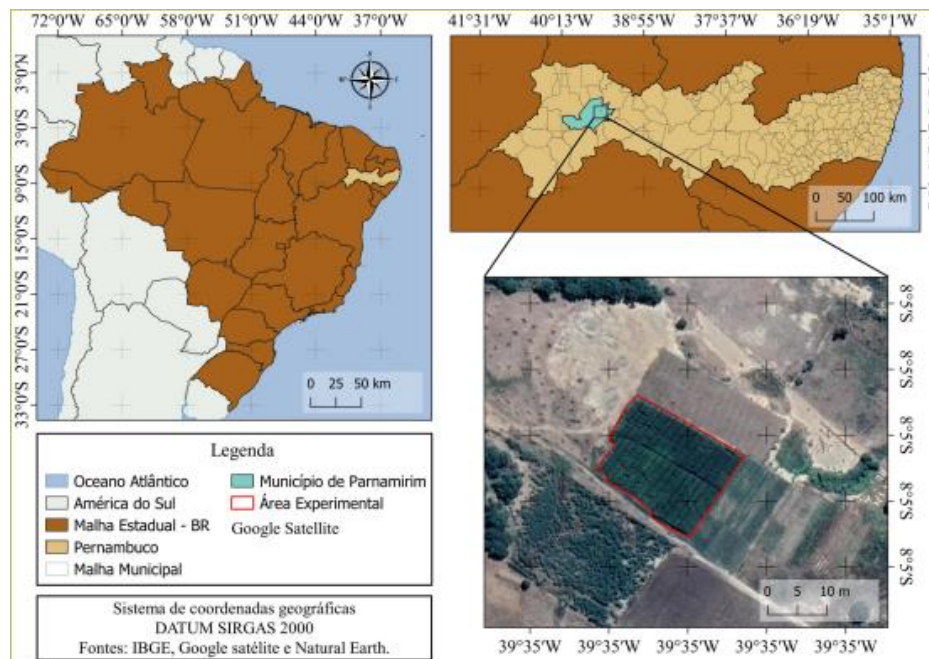 72°0'W 65°0'W 58°0'W 51°0'W 44°0'W 37°0'W
3°0'N
3°0'S
9°0'S
15°0'S
21°0'S
27°0'S
33°0'S
0 25 50 km
41°31'W 40°13'W 38°55'W 37°37'W 36°19'W 35°1'W
0 50 100 km
8°5'S
8°5'S
8°5'S
8°5'S
8°5'S
0 5 10 m
39°35'W 39°35'W 39°35'W 39°35'W 39°35'W
Legenda
Oceano Atlântico
América do Sul
Malha Estadual - BR
Pernambuco
Malha Municipal
Município de Parnamirim
Área Experimental
Google Satellite
Sistema de coordenadas geográficas
DATUM SIRGAS 2000
Fontes: IBGE, Google satélite e Natural Earth.